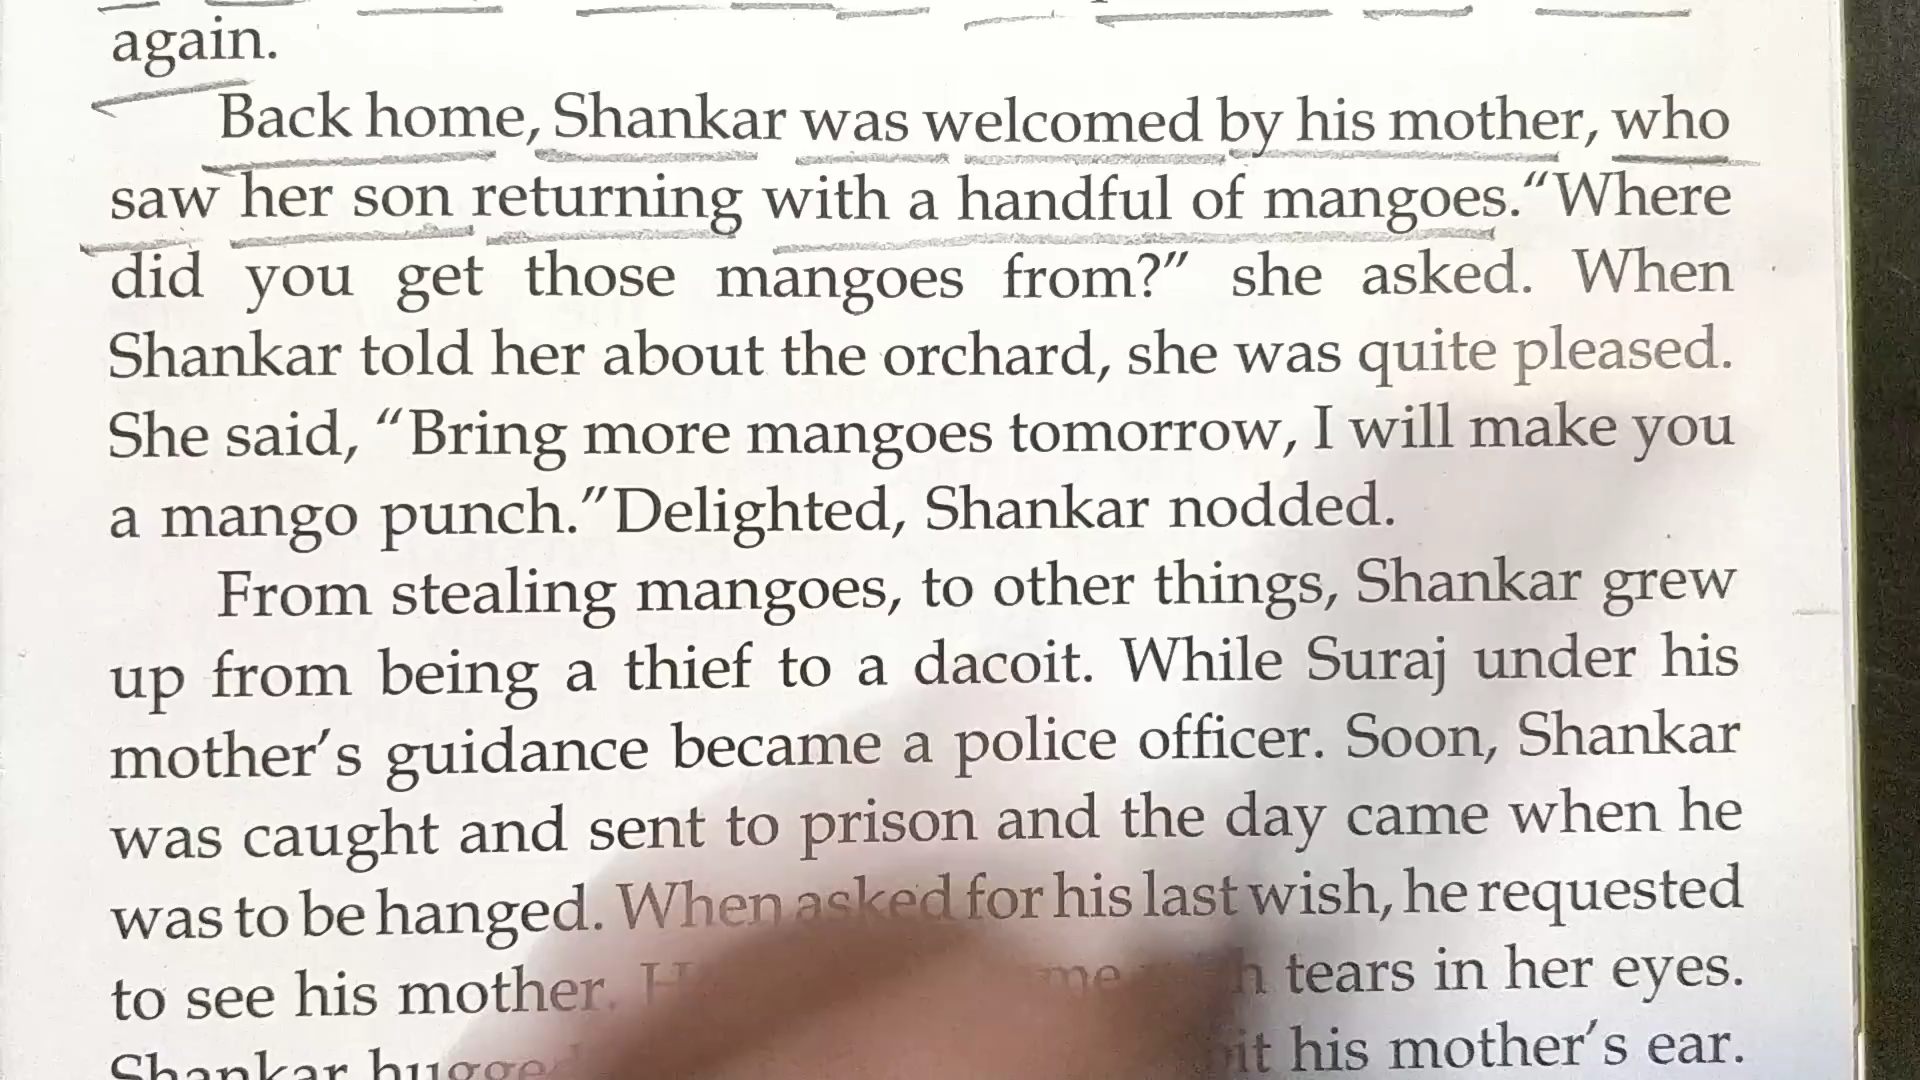 again.
Back home, Shankar was welcomed by his mother, who
saw her son returning with a handful of mangoes.“Where
did you get those mangoes from?” she asked. When
Shankar told her about the orchard, she was quite pleased.
She said, “Bring more mangoes tomorrow, I will make you
a mango punch.”Delighted, Shankar nodded.
From stealing mangoes, to other things, Shankar grew
up from being a thief to a dacoit. While Suraj under his
mother’s guidance became a police officer. Soon, Shankar
was caught and sent to prison and the day came when he
was to be hanged. When asked for his last wish, he requested
to see his mother. tears in her eyes.
Shankar hugged his mother’s ear.